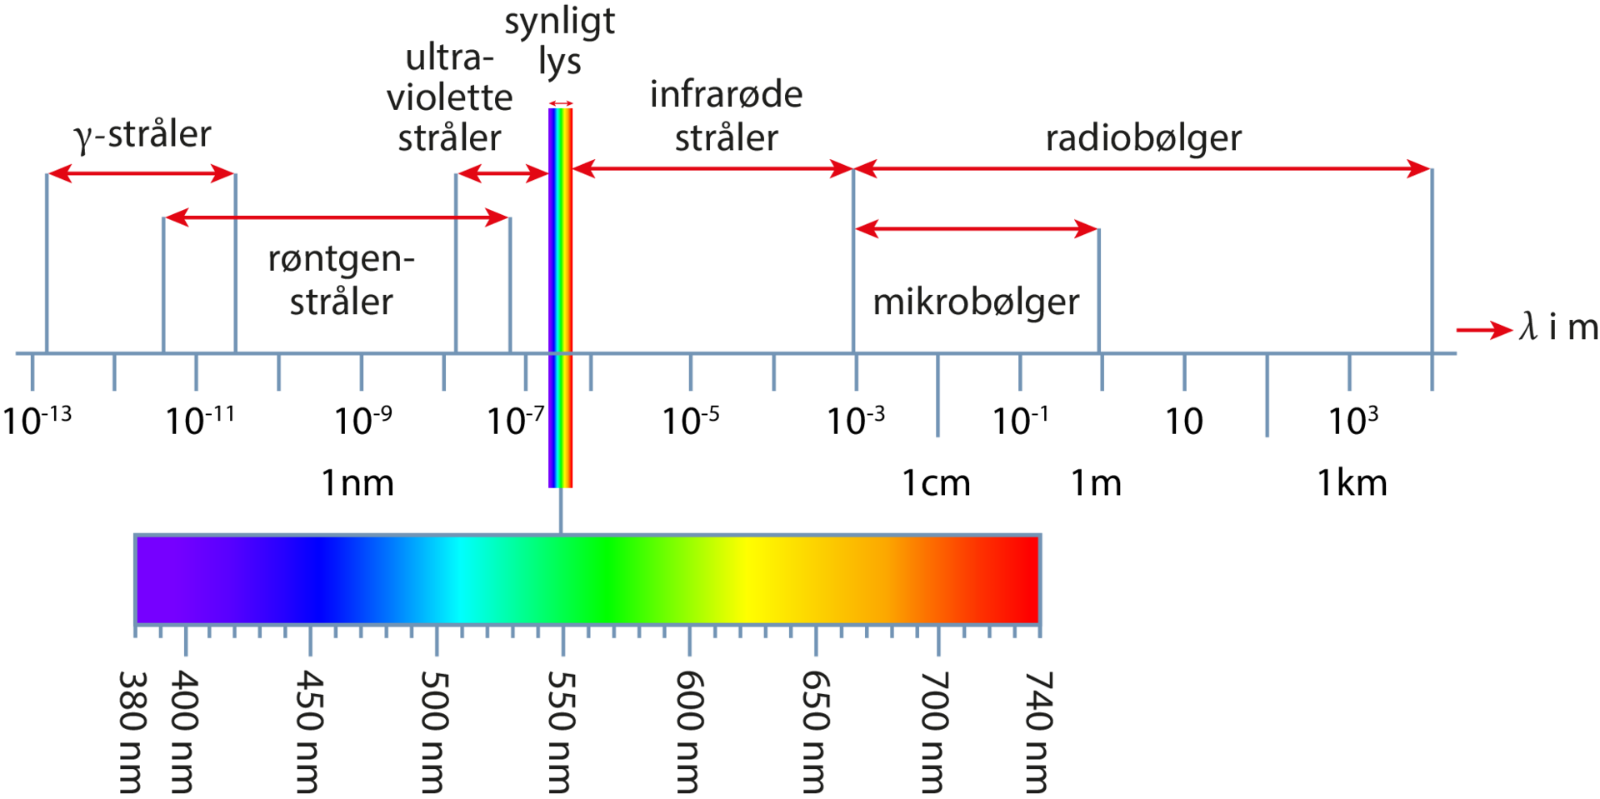 synligt
lys
ultra-
violette
stråler
γ-stråler
infrarøde
stråler
radiobølger
røntgen-
stråler
mikrobølger
λ i m
10⁻¹³ 10⁻¹¹ 10⁻⁹ 10⁻⁷ 10⁻⁵ 10⁻³ 10⁻¹ 10 10³
1nm 1cm 1m 1km
380 nm
400 nm
450 nm
500 nm
550 nm
600 nm
650 nm
700 nm
740 nm